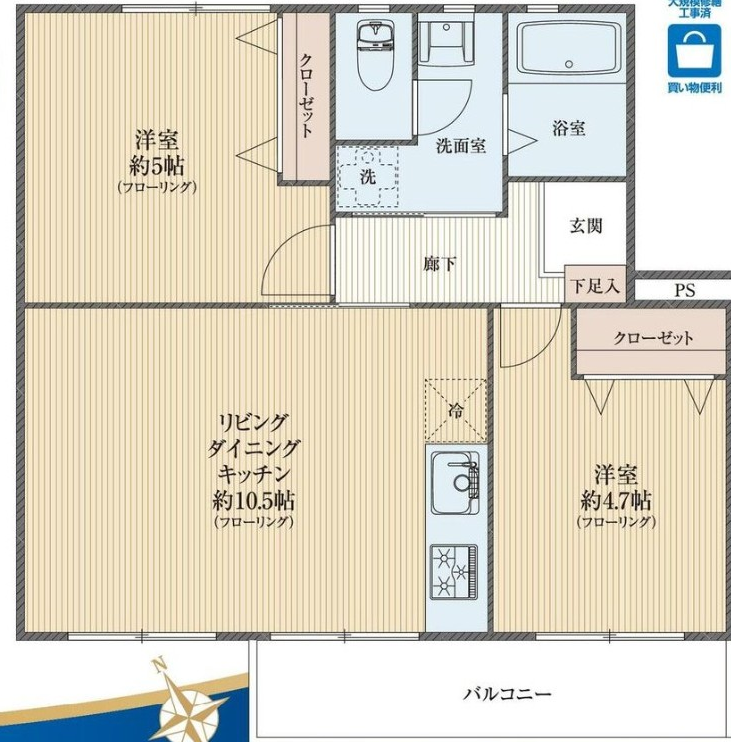 大規模修繕
工事済
買い物便利
洋室
約5帖
(フローリング)
クローゼット
洗面室
洗
浴室
玄関
廊下
下足入
PS
クローゼット
リビング
ダイニング
キッチン
約10.5帖
(フローリング)
冷
洋室
約4.7帖
(フローリング)
バルコニー
N